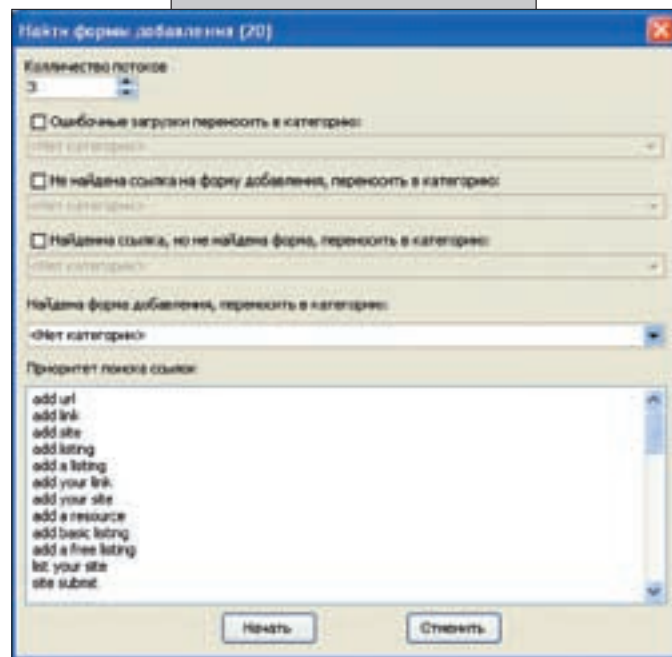 Найти формы добавления (20)
Колличество потоков
3
Ошибочные загрузки переносить в категорию:
<Нет категории>
Не найдена ссылка на форму добавления, переносить в категорию:
<Нет категории>
Найденна ссылка, но не найдена форма, переносить в категорию:
<Нет категории>
Найдена форма добавления, переносить в категорию:
<Нет категории>
Приоритет поиска ссылок
add url
add link
add site
add listing
add a listing
add your link
add your site
add a resource
add basic listing
add a free listing
list your site
site submit
Начать
Отменить